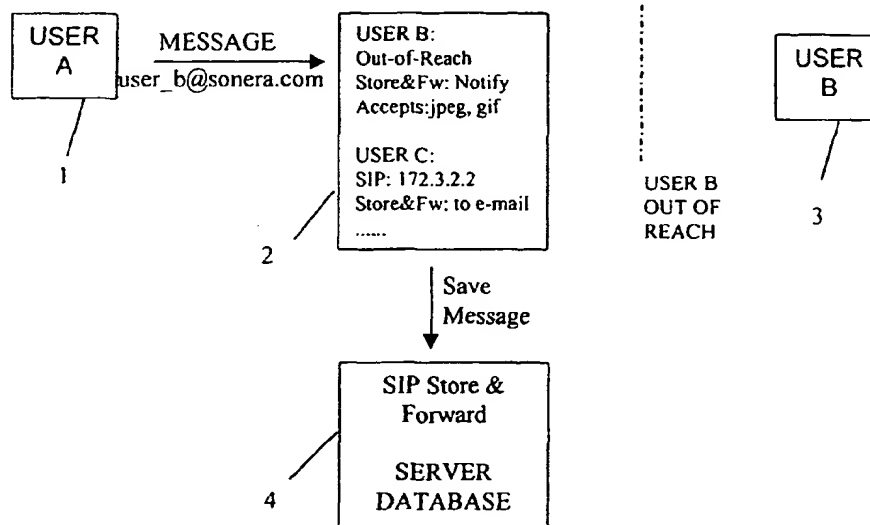 USER
A
MESSAGE
user_b@sonera.com
1
USER B:
Out-of-Reach
Store&Fw: Notify
Accepts:jpeg, gif
USER C:
SIP: 172.3.2.2
Store&Fw: to e-mail
......
2
USER B
OUT OF
REACH
USER
B
3
Save
Message
SIP Store &
Forward
SERVER
DATABASE
4